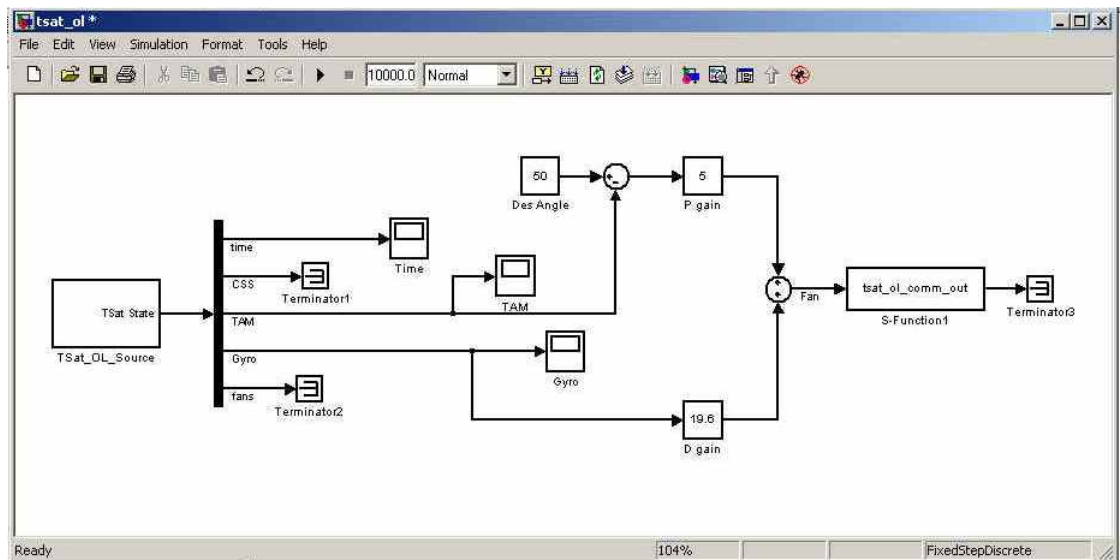 tsat_ol *
File Edit View Simulation Format Tools Help
10000.0 Normal
50
Des Angle
5
P gain
time
Time
CSS
Terminator1
TAM
TAM
TSat State
TSat_OL_Source
Gyro
Gyro
fans
Terminator2
19.6
D gain
Fan
tsat_ol_comm_out
S-Function1
Terminator3
Ready 104% FixedStepDiscrete